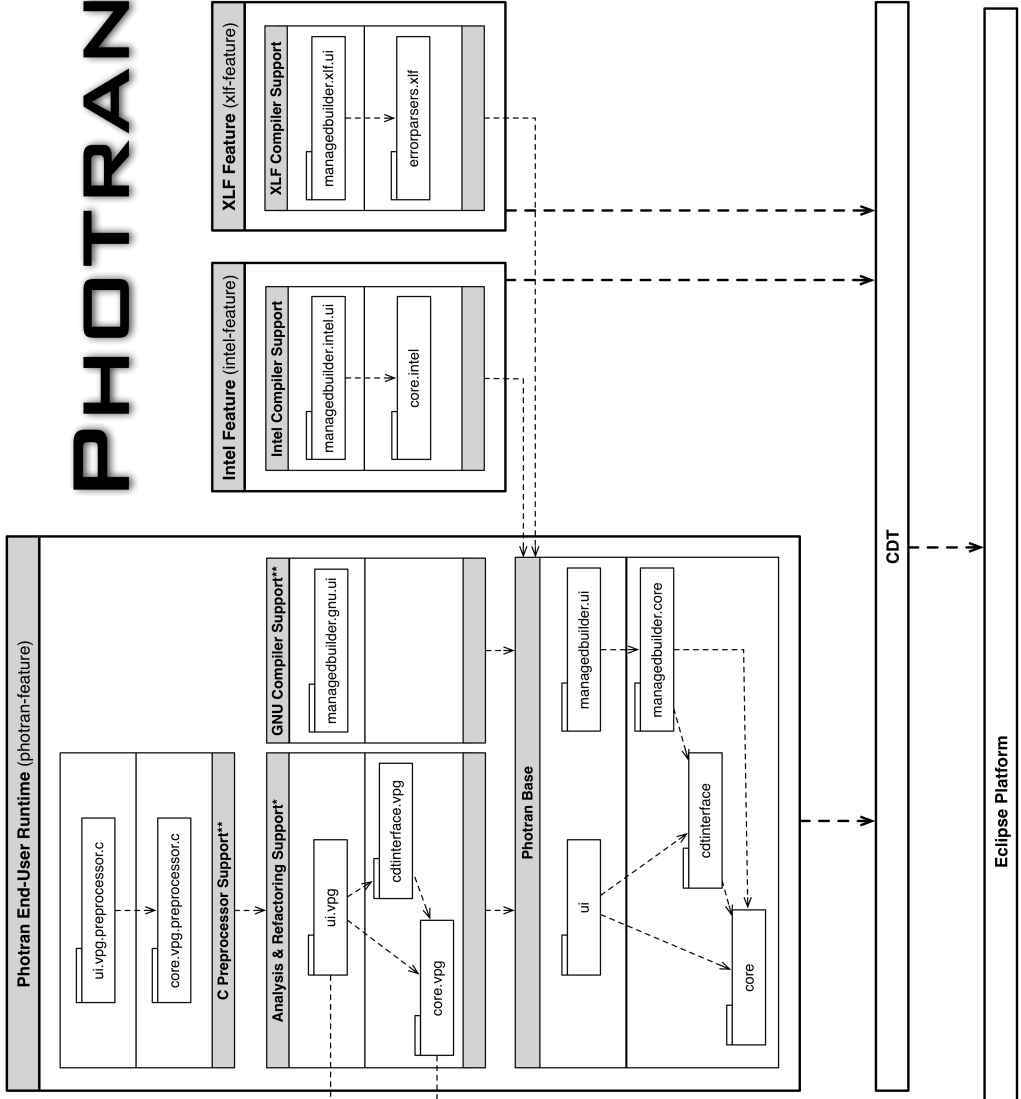 PHOTRAN
Photran End-User Runtime (photran-feature)
ui.vpg.preprocessor.c
core.vpg.preprocessor.c
C Preprocessor Support**
Analysis & Refactoring Support*
ui.vpg
cdtinterface.vpg
core.vpg
GNU Compiler Support**
managedbuilder.gnu.ui
Photran Base
ui
managedbuilder.ui
managedbuilder.core
cdtinterface
core
Intel Feature (intel-feature)
Intel Compiler Support
managedbuilder.intel.ui
core.intel
XLF Feature (xlf-feature)
XLF Compiler Support
managedbuilder.xlf.ui
errorparsers.xlf
CDT
Eclipse Platform